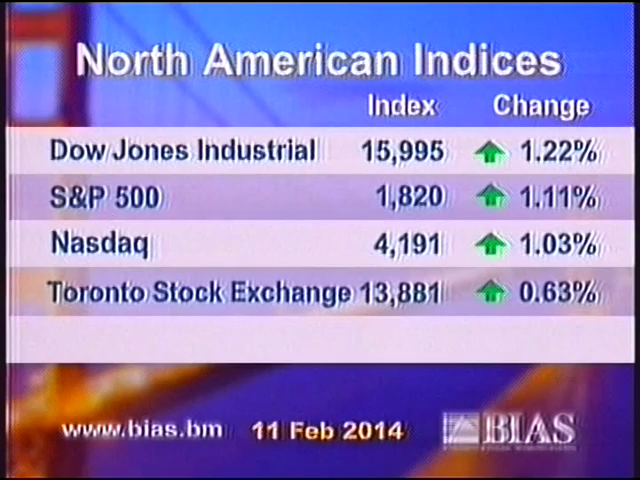 North American Indices
Index Change
Dow Jones Industrial 15,995 1.22%
S&P 500 1,820 1.11%
Nasdaq 4,191 1.03%
Toronto Stock Exchange 13,881 0.63%
www.bias.bm 11 Feb 2014 BIAS